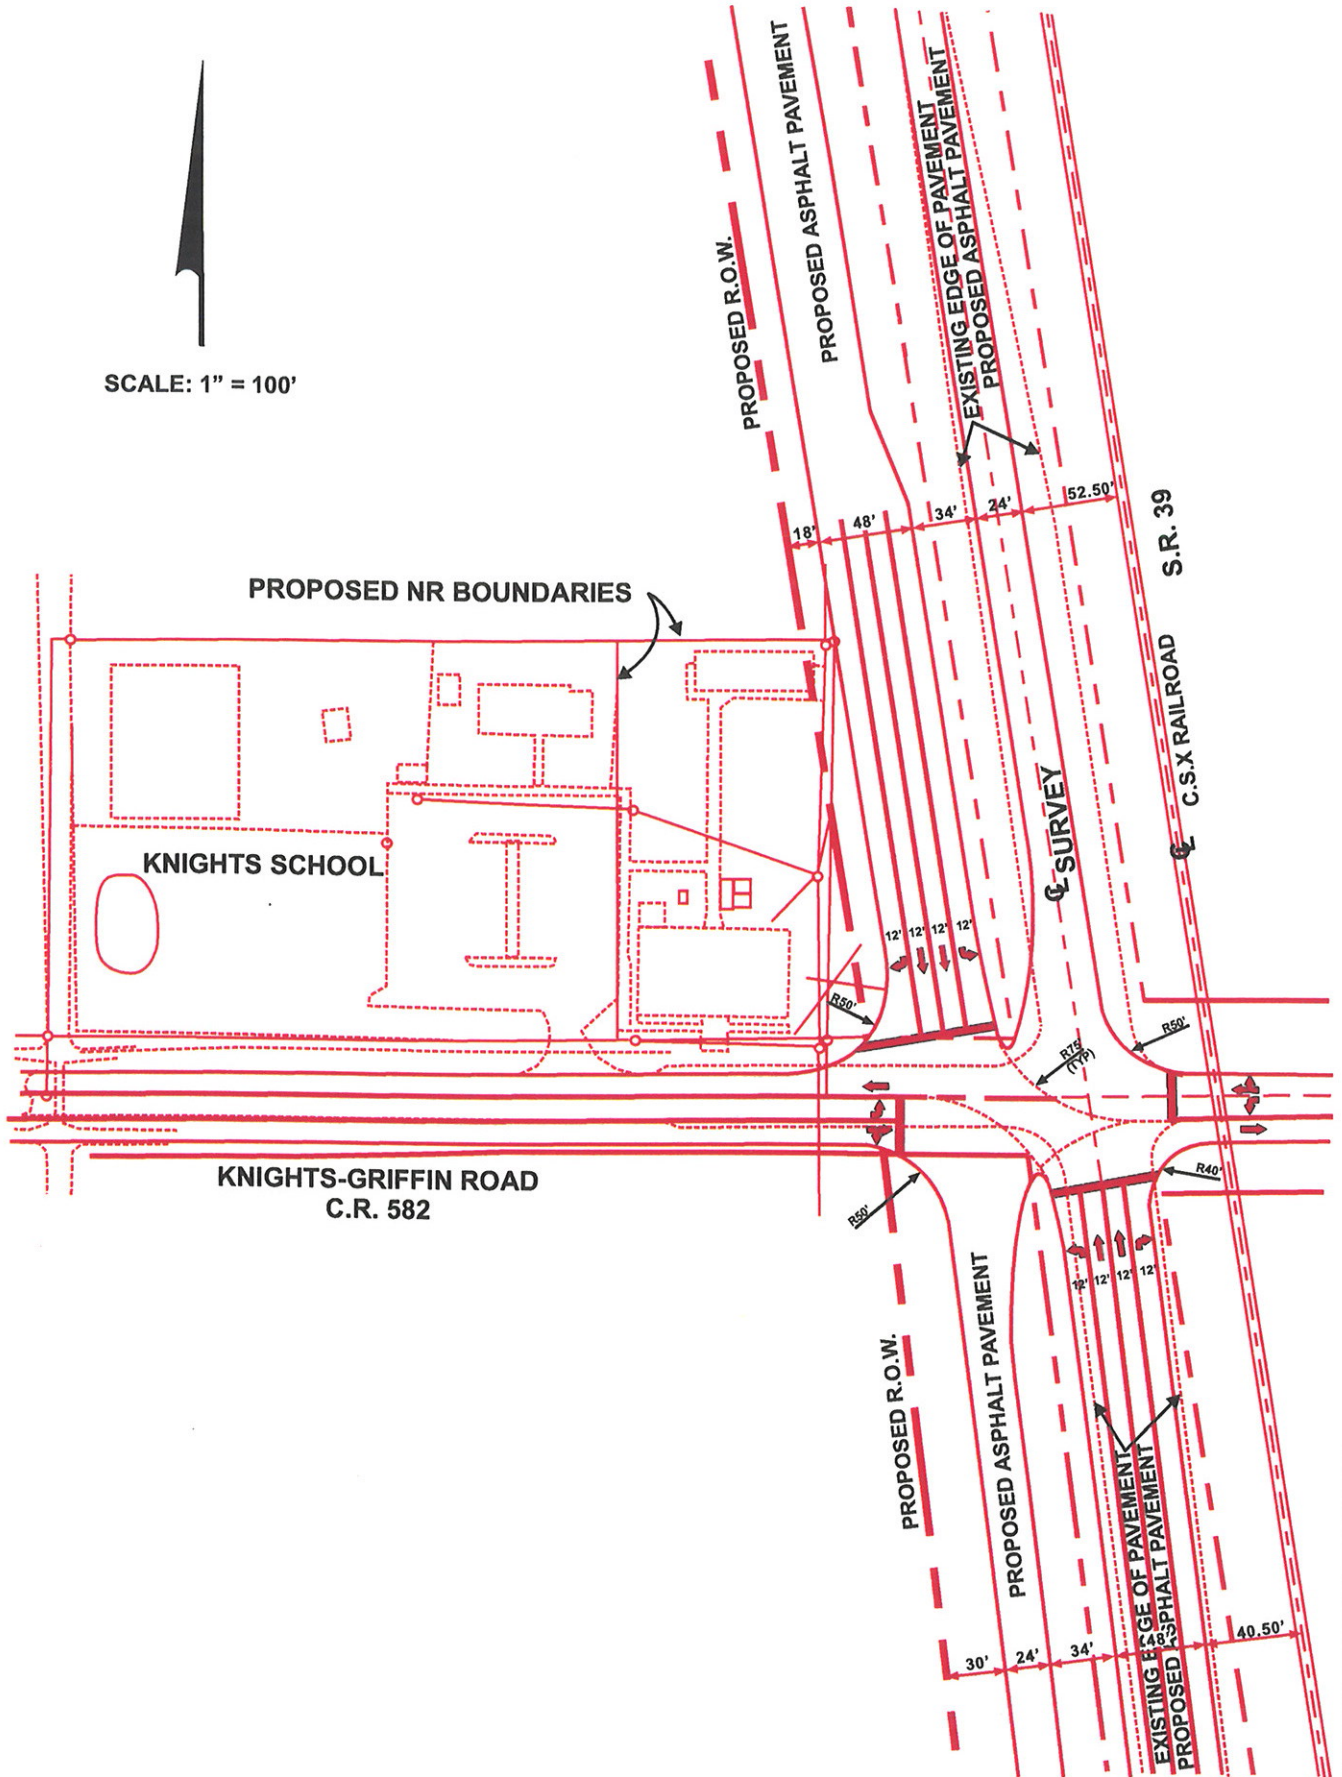 PROPOSED ASPHALT PAVEMENT
EXISTING EDGE OF PAVEMENT
PROPOSED ASPHALT PAVEMENT
PROPOSED R.O.W.
SCALE: 1” = 100’
18’
48’
34’
24’
52.50’
S.R. 39
PROPOSED NR BOUNDARIES
C.S.X RAILROAD
℄
℄ SURVEY
KNIGHTS SCHOOL
12’
12’
12’
12’
R50’
R50’
R75’
(TYP)
R40’
R50’
KNIGHTS-GRIFFIN ROAD
C.R. 582
12’
12’
12’
12’
PROPOSED R.O.W.
PROPOSED ASPHALT PAVEMENT
EXISTING EDGE OF PAVEMENT
PROPOSED ASPHALT PAVEMENT
30’
24’
34’
48’
40.50’